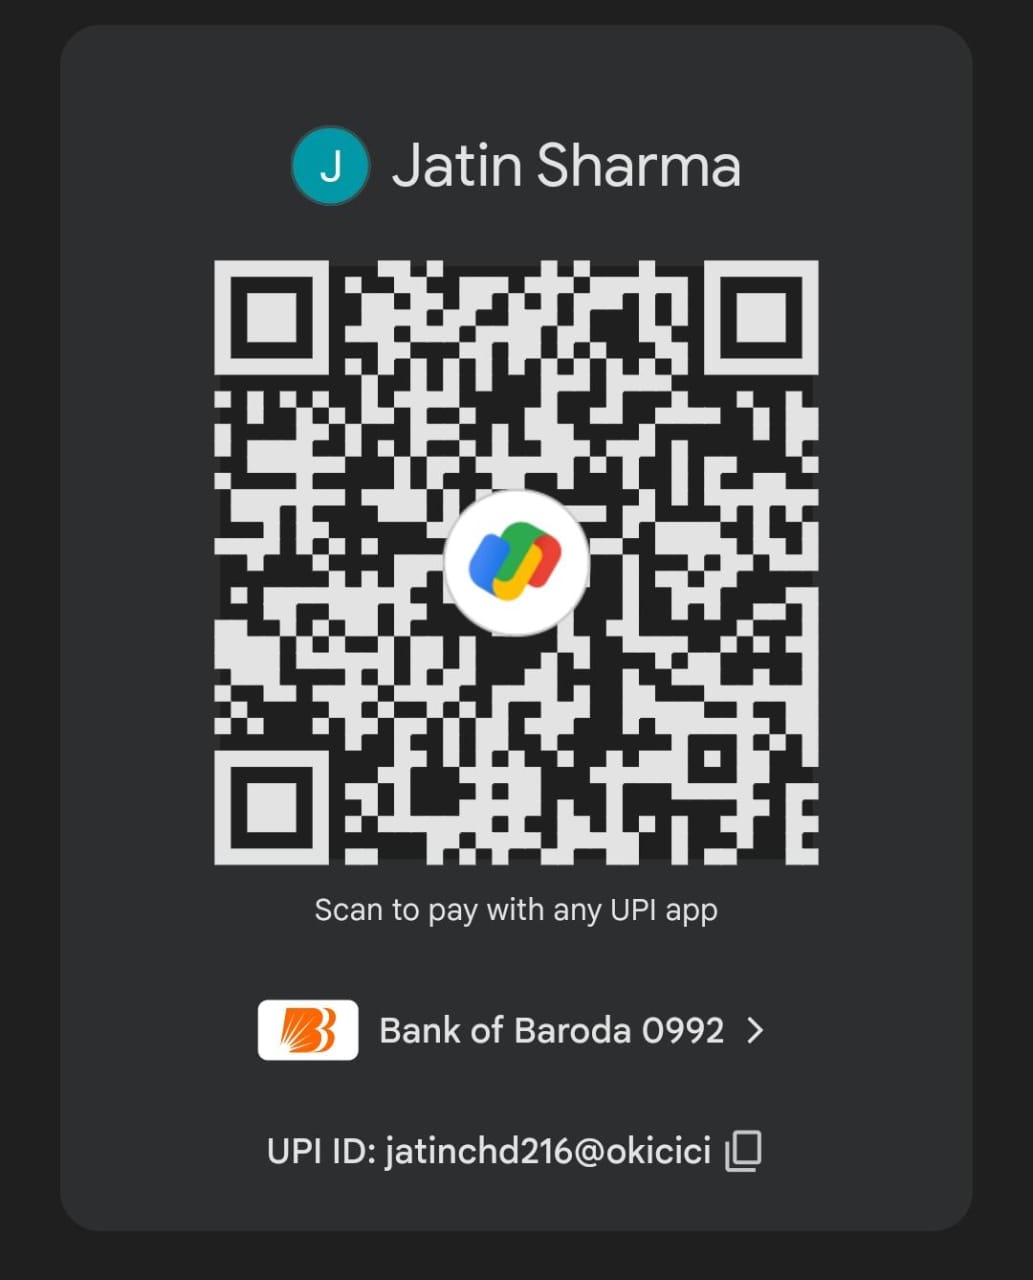 J Jatin Sharma
Scan to pay with any UPI app
Bank of Baroda 0992
UPI ID: jatinchd216@okicici